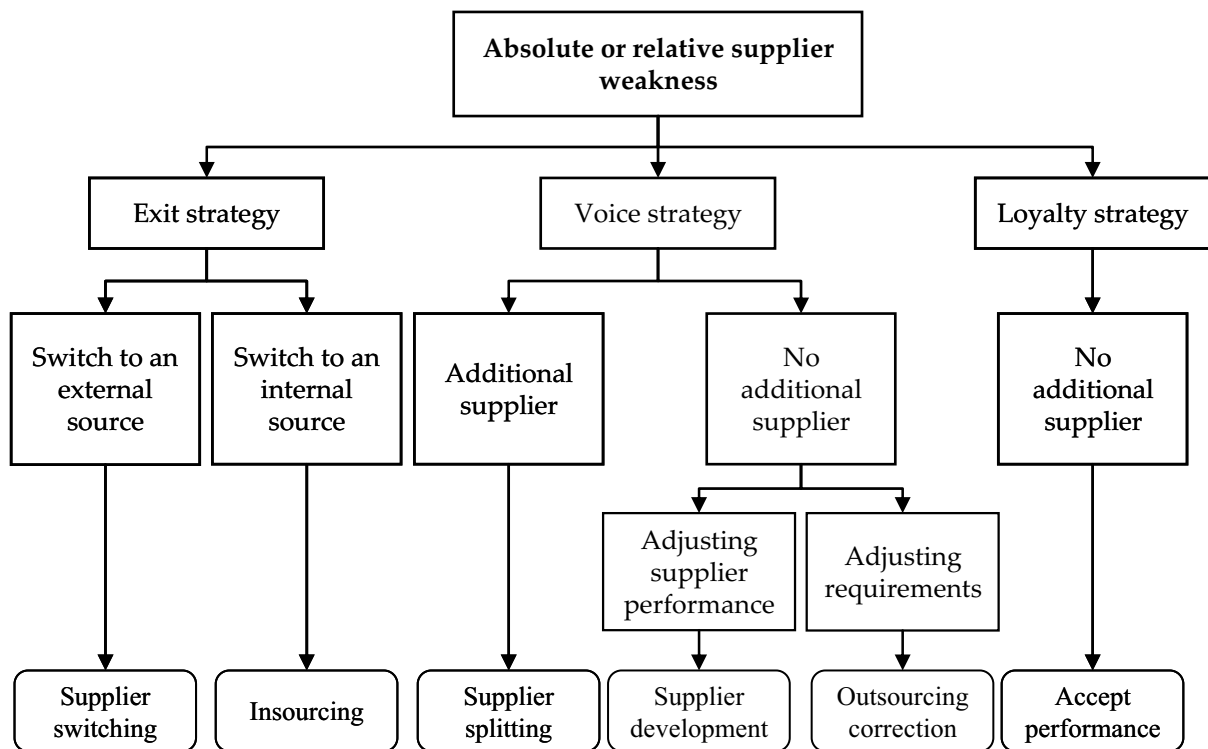 Absolute or relative supplier
weakness
Exit strategy
Voice strategy
Loyalty strategy
Switch to an
external
source
Switch to an
internal
source
Additional
supplier
No
additional
supplier
No
additional
supplier
Adjusting
supplier
performance
Adjusting
requirements
Supplier
switching
Insourcing
Supplier
splitting
Supplier
development
Outsourcing
correction
Accept
performance